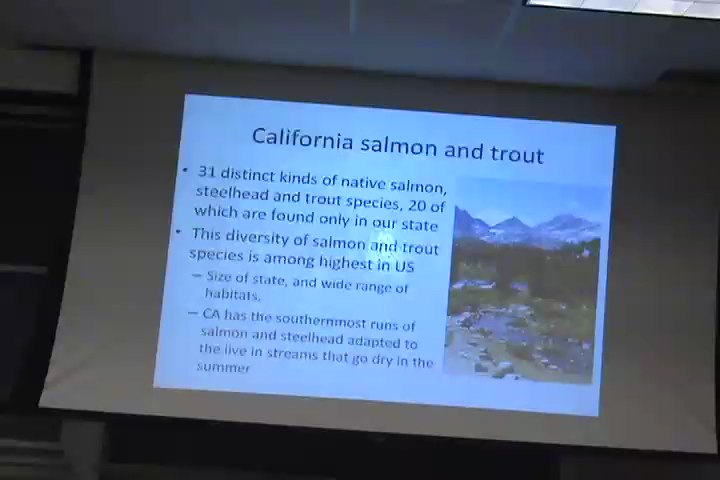 California salmon and trout
• 31 distinct kinds of native salmon,
steelhead and trout species, 20 of
which are found only in our state
• This diversity of salmon and trout
species is among highest in US
– Size of state, and wide range of
habitats.
– CA has the southernmost runs of
salmon and steelhead adapted to
the live in streams that go dry in the
summer